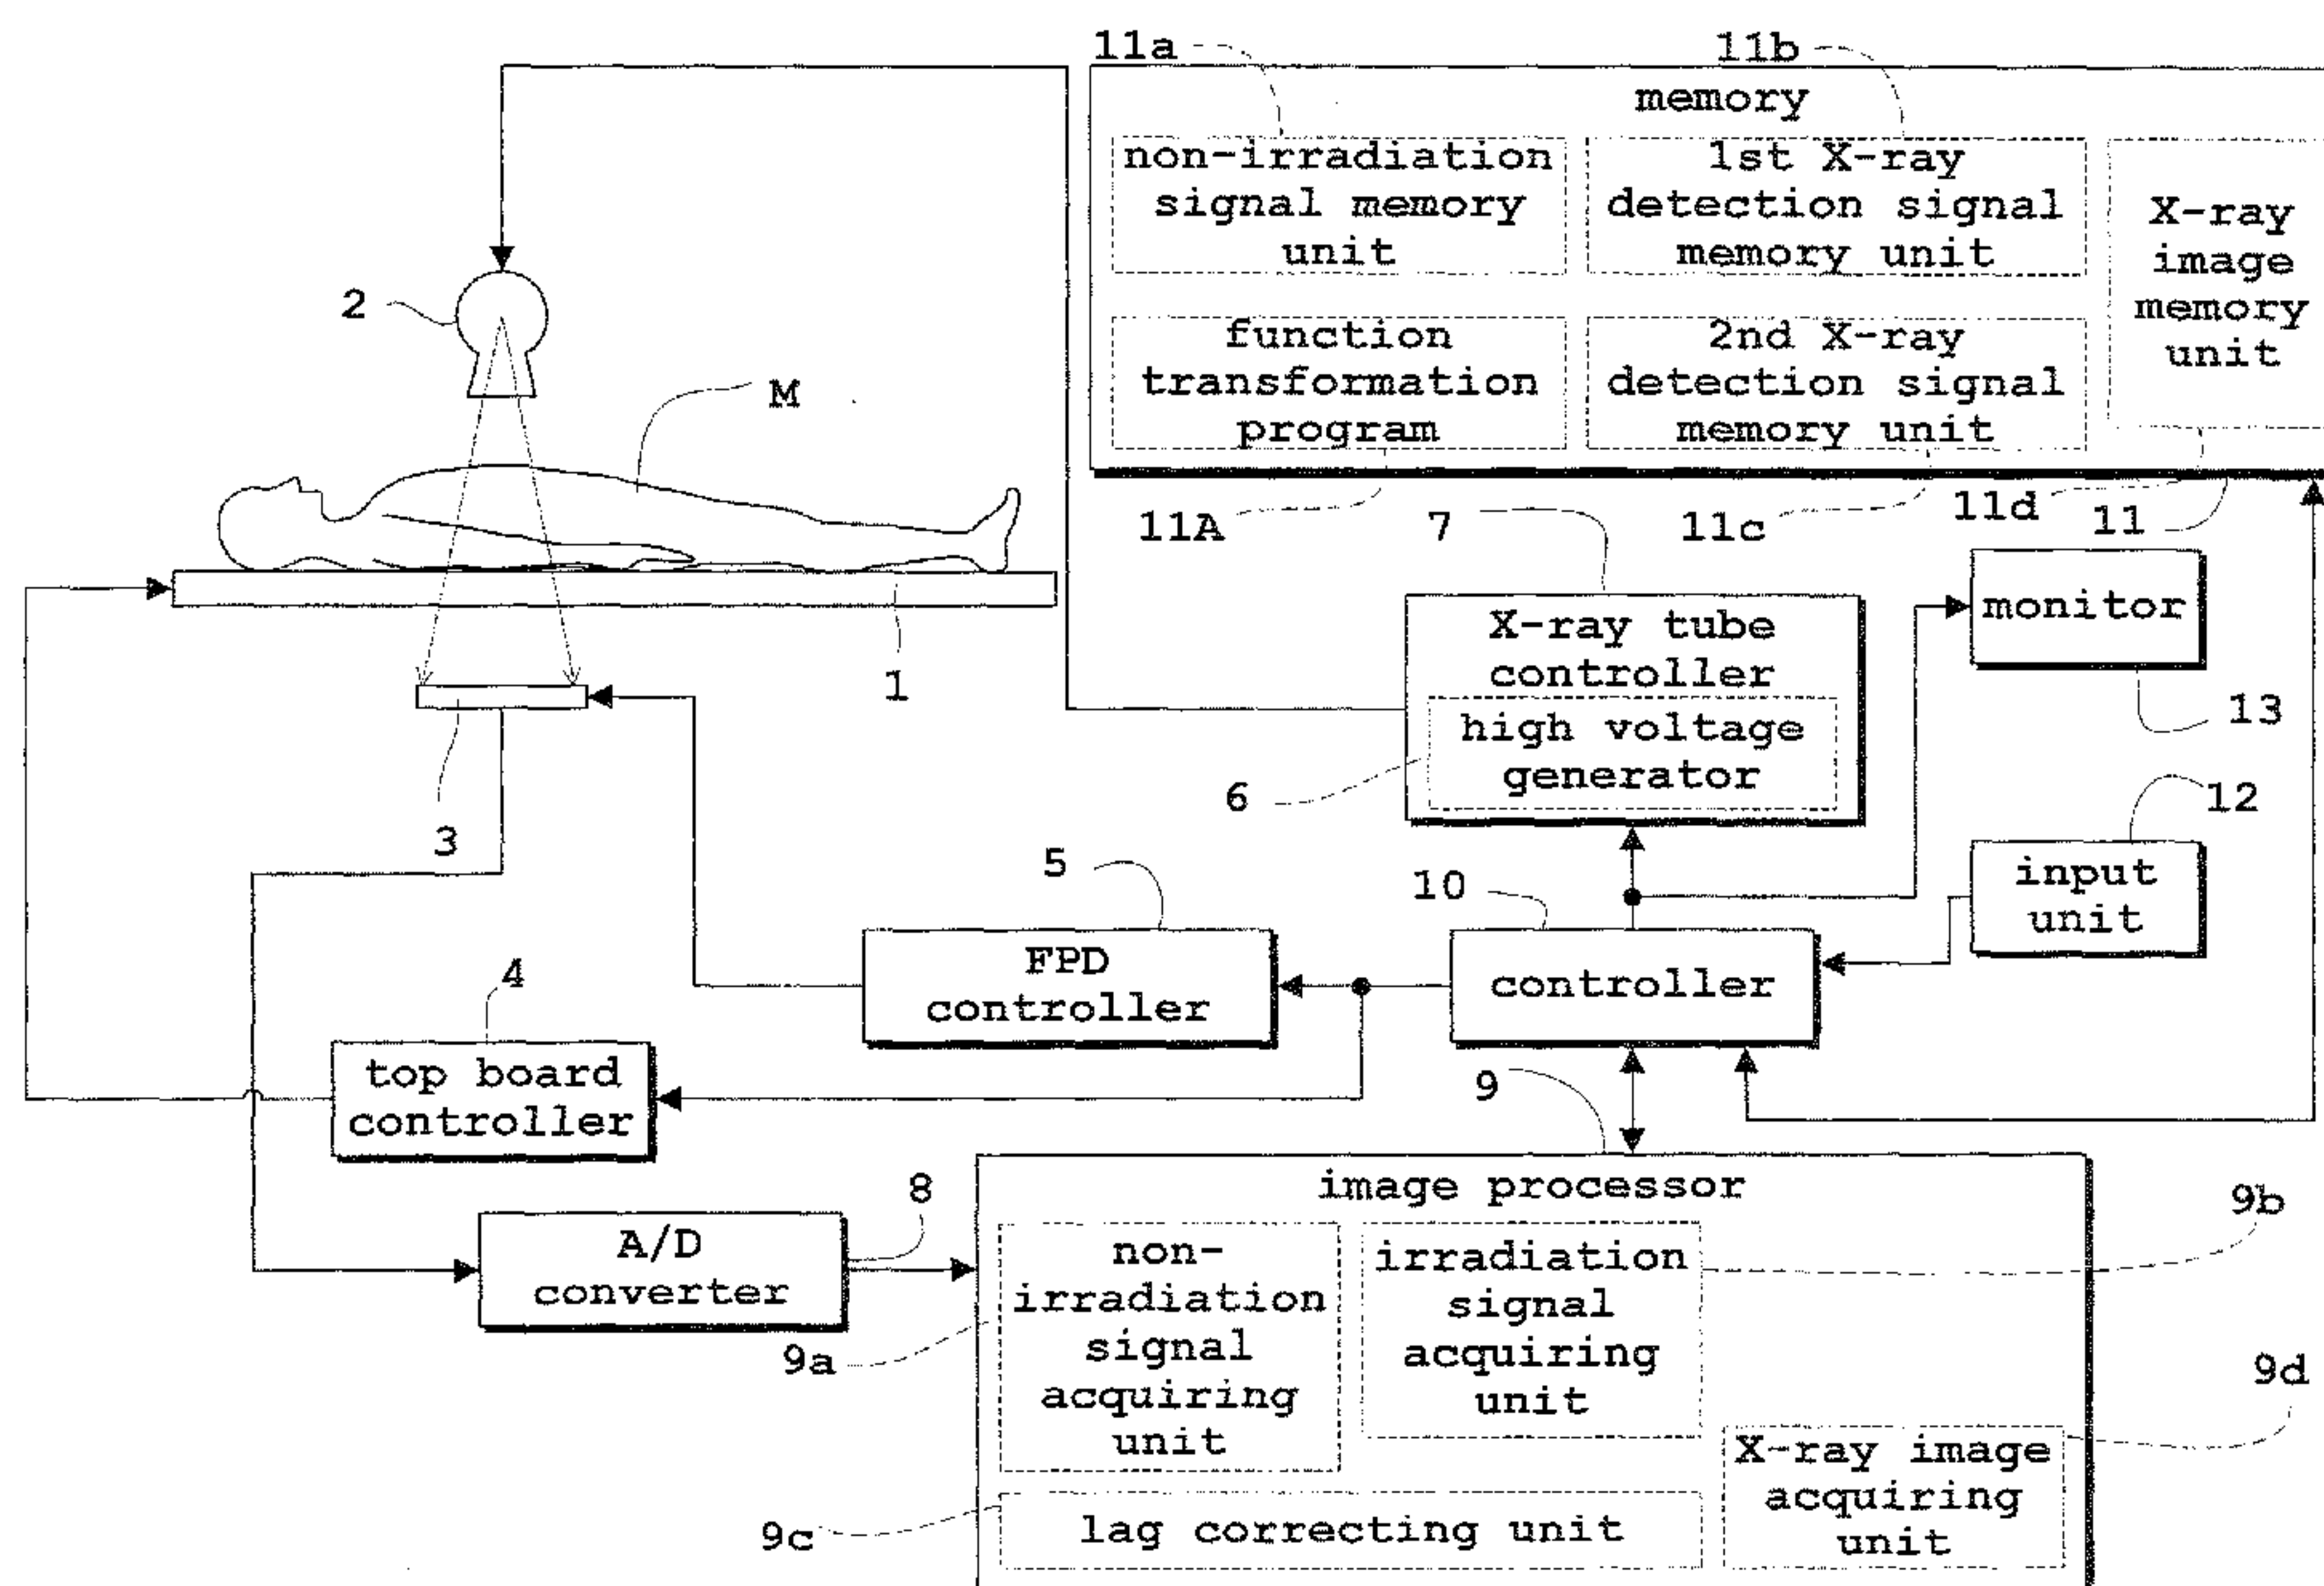 11a
11b
memory
non-irradiation
signal memory
unit
1st X-ray
detection signal
memory unit
X-ray
image
memory
unit
function
transformation
program
2nd X-ray
detection signal
memory unit
11A
11c
11d
11
2
M
1
3
7
X-ray tube
controller
high voltage
generator
6
monitor
13
12
input
unit
5
FPD
controller
10
controller
4
top board
controller
9
8
A/D
converter
image processor
non-
irradiation
signal
acquiring
unit
irradiation
signal
acquiring
unit
9b
9a
9d
X-ray image
acquiring
unit
9c
lag correcting unit